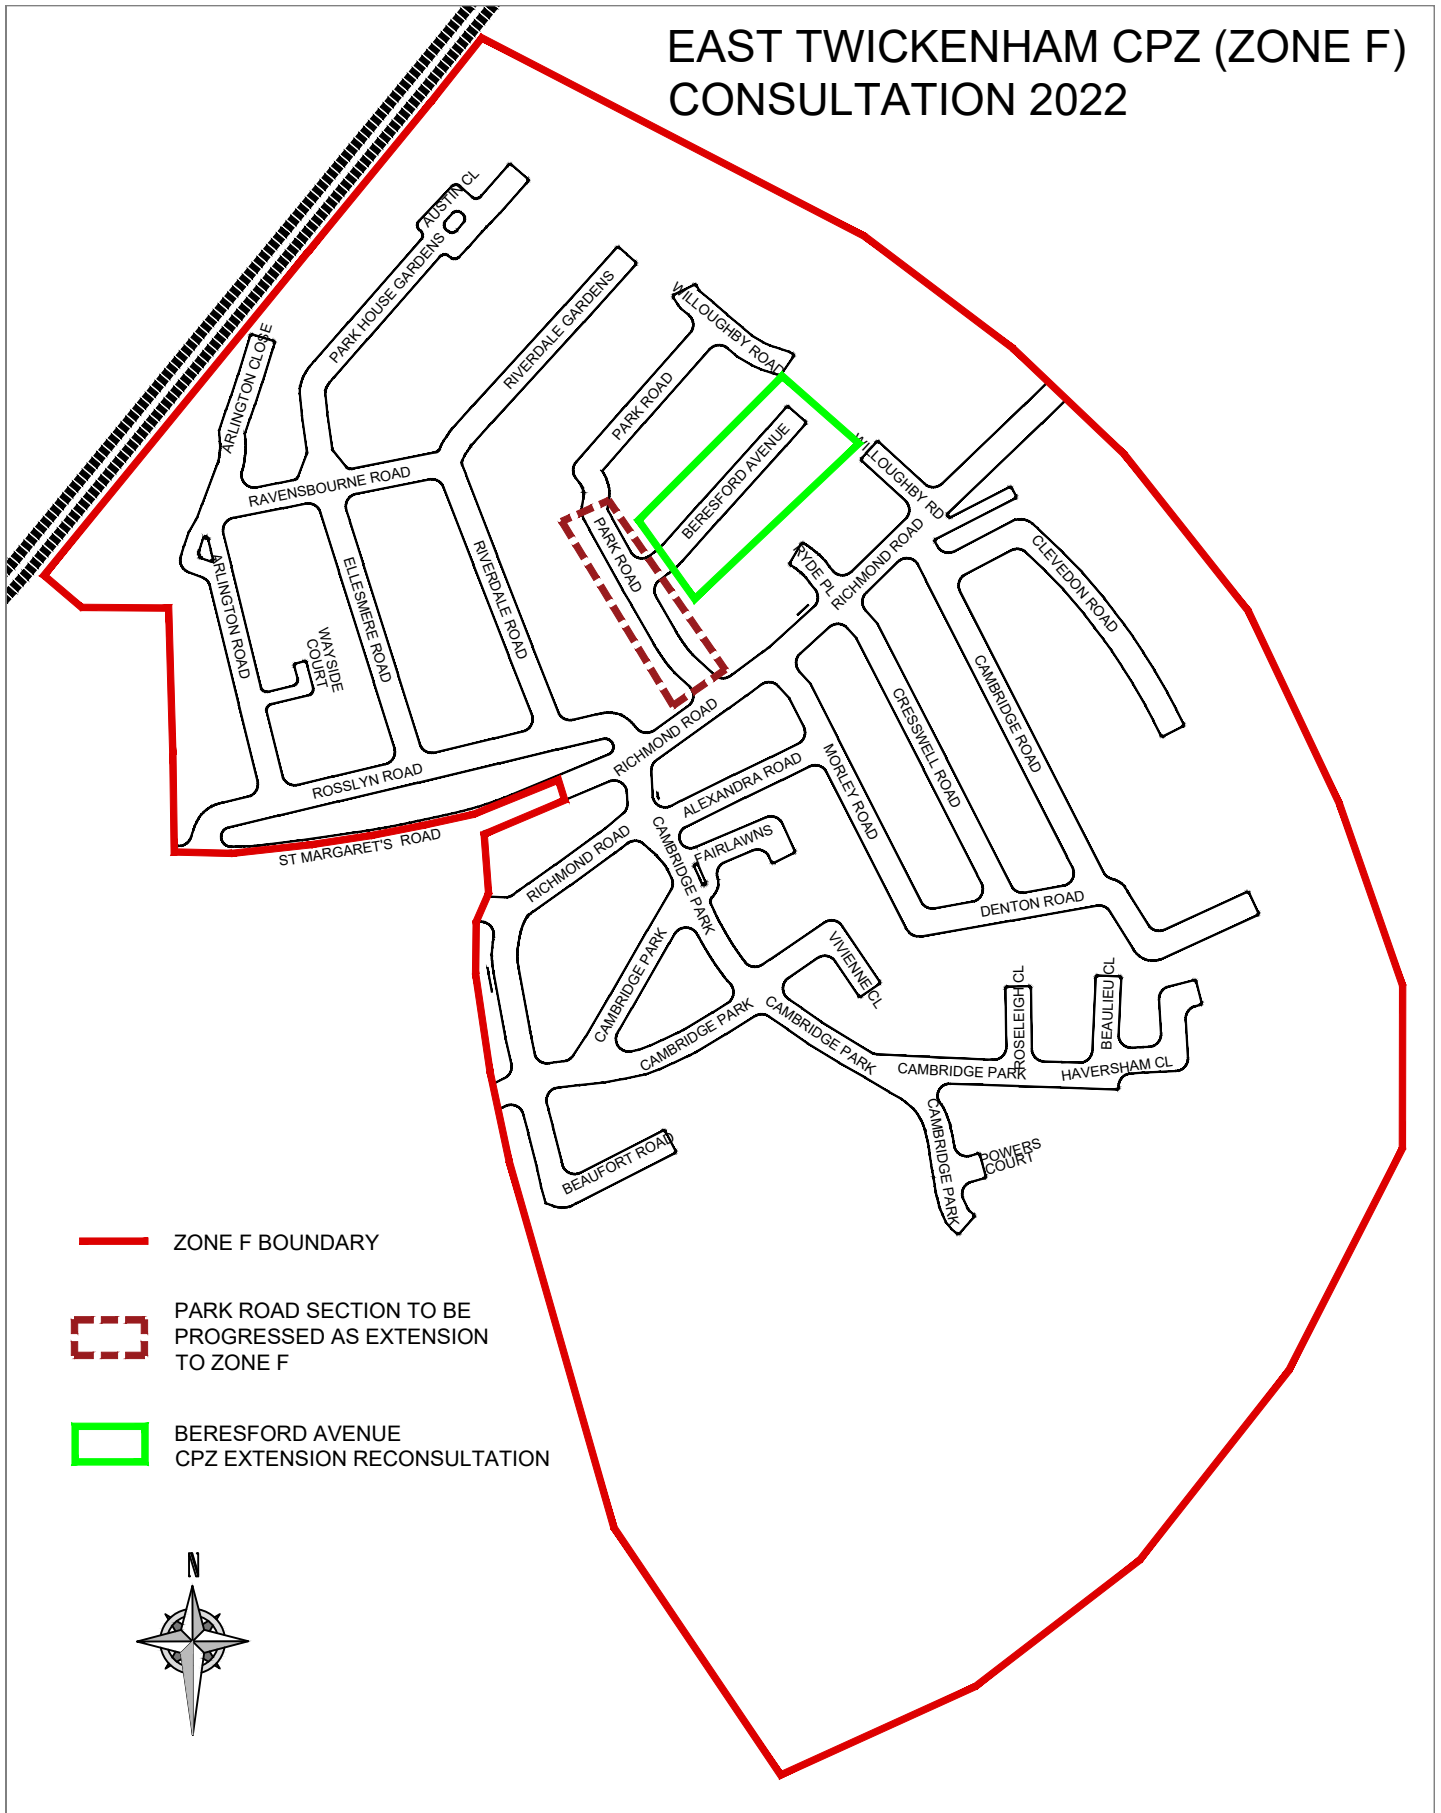 EAST TWICKENHAM CPZ (ZONE F)
CONSULTATION 2022
AUSTIN CL
PARK HOUSE GARDENS
RIVERDALE GARDENS
WILLOUGHBY ROAD
ARLINGTON CLOSE
PARK ROAD
BERESFORD AVENUE
WILLOUGHBY RD
RAVENSBOURNE ROAD
PARK ROAD
RICHMOND ROAD
RYDE PL
CLEVEDON ROAD
ARLINGTON ROAD
ELLESMERE ROAD
RIVERDALE ROAD
WAYSIDE
COURT
CAMBRIDGE ROAD
CRESSWELL ROAD
MORLEY ROAD
RICHMOND ROAD
ROSSLYN ROAD
ALEXANDRA ROAD
ST MARGARET'S ROAD
FAIRLAWNS
RICHMOND ROAD
CAMBRIDGE PARK
DENTON ROAD
CAMBRIDGE PARK
VIVIENNE CL
CAMBRIDGE PARK
CAMBRIDGE PARK
ROSELEIGH CL
BEAULIEU CL
CAMBRIDGE PARK
HAVERSHAM CL
CAMBRIDGE PARK
POWERS
COURT
BEAUFORT ROAD
ZONE F BOUNDARY
PARK ROAD SECTION TO BE
PROGRESSED AS EXTENSION
TO ZONE F
BERESFORD AVENUE
CPZ EXTENSION RECONSULTATION
N